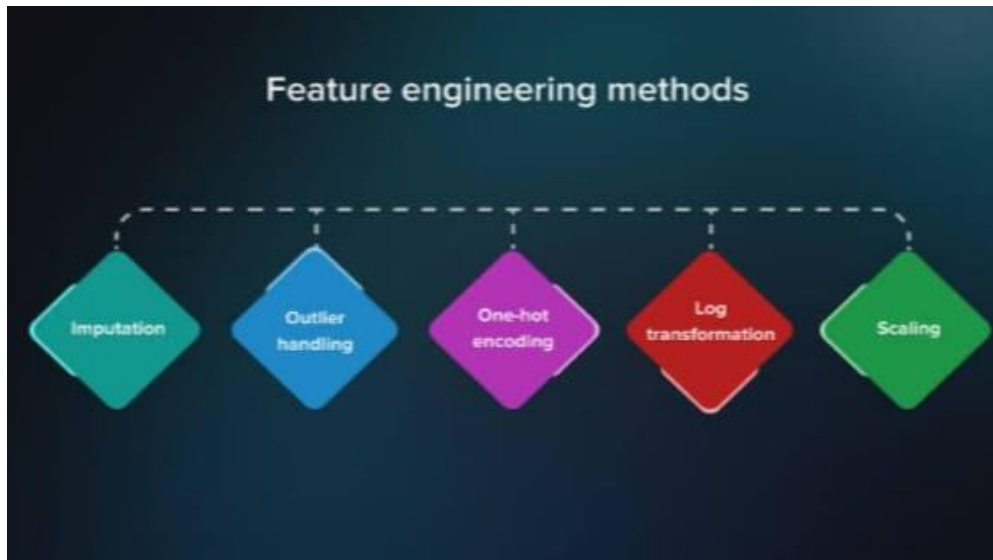 Feature engineering methods
Imputation
Outlier
handling
One-hot
encoding
Log
transformation
Scaling